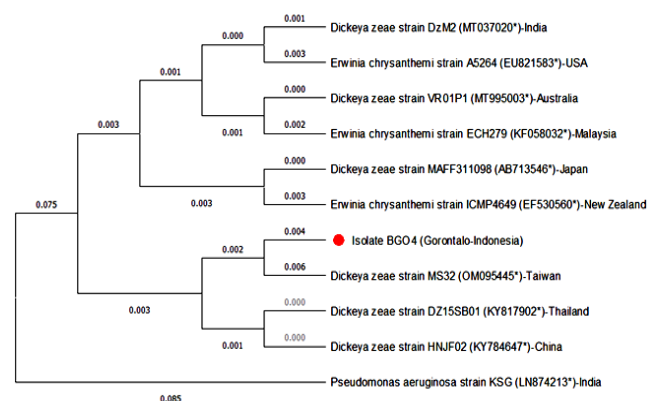 0.001
Dickeya zeae strain DzM2 (MT037020*)-India
0.000
0.003
Erwinia chrysanthemi strain A5264 (EU821583*)-USA
0.001
0.000
Dickeya zeae strain VR01P1 (MT995003*)-Australia
0.001
0.002
Erwinia chrysanthemi strain ECH279 (KF058032*)-Malaysia
0.003
0.000
Dickeya zeae strain MAFF311098 (AB713546*)-Japan
0.003
0.003
Erwinia chrysanthemi strain ICMP4649 (EF530560*)-New Zealand
0.075
0.004
Isolate BGO4 (Gorontalo-Indonesia)
0.002
0.006
Dickeya zeae strain MS32 (OM095445*)-Taiwan
0.003
0.000
Dickeya zeae strain DZ15SB01 (KY817902*)-Thailand
0.001
0.000
Dickeya zeae strain HNJF02 (KY784647*)-China
Pseudomonas aeruginosa strain KSG (LN874213*)-India
0.085